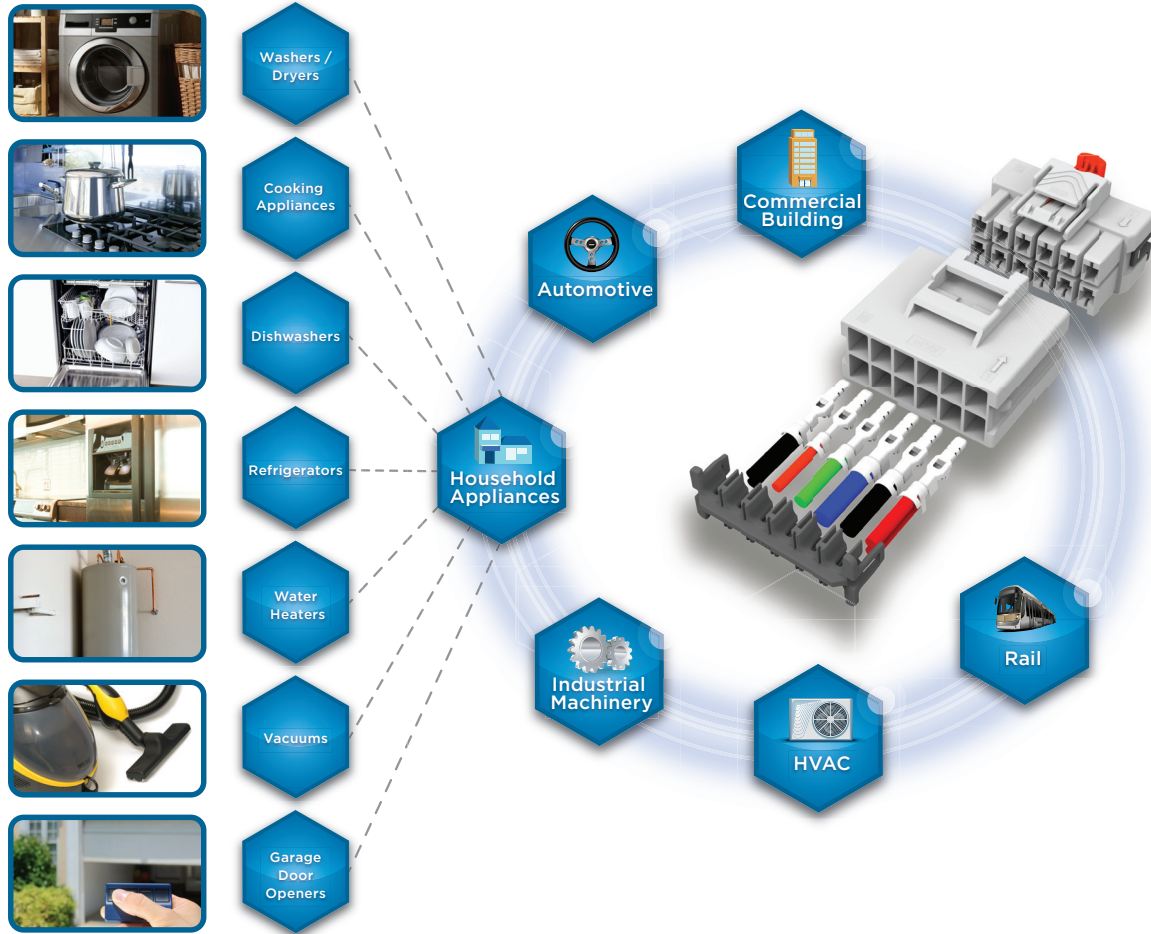 Washers /
Dryers
Cooking
Appliances
Dishwashers
Refrigerators
Water
Heaters
Vacuums
Garage
Door
Openers
Household
Appliances
Automotive
Commercial
Building
Industrial
Machinery
HVAC
Rail